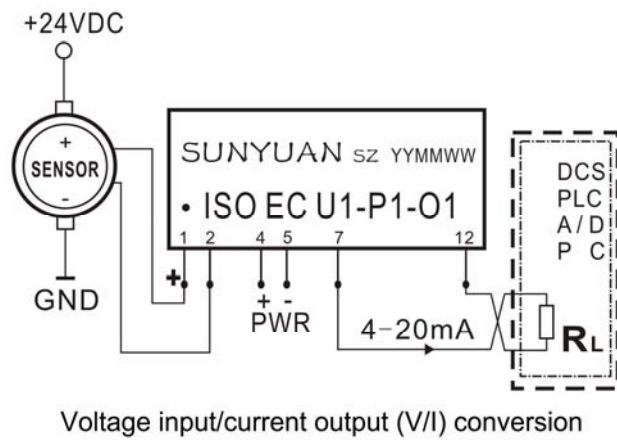 +24VDC
+
SENSOR
-
GND
SUNYUAN SZ YYMMWW
• ISO EC U1-P1-O1
1 2 4 5 7 12
+
+ -
PWR
4-20mA
DCS
PLC
A/D
P C
RL
Voltage input/current output (V/I) conversion